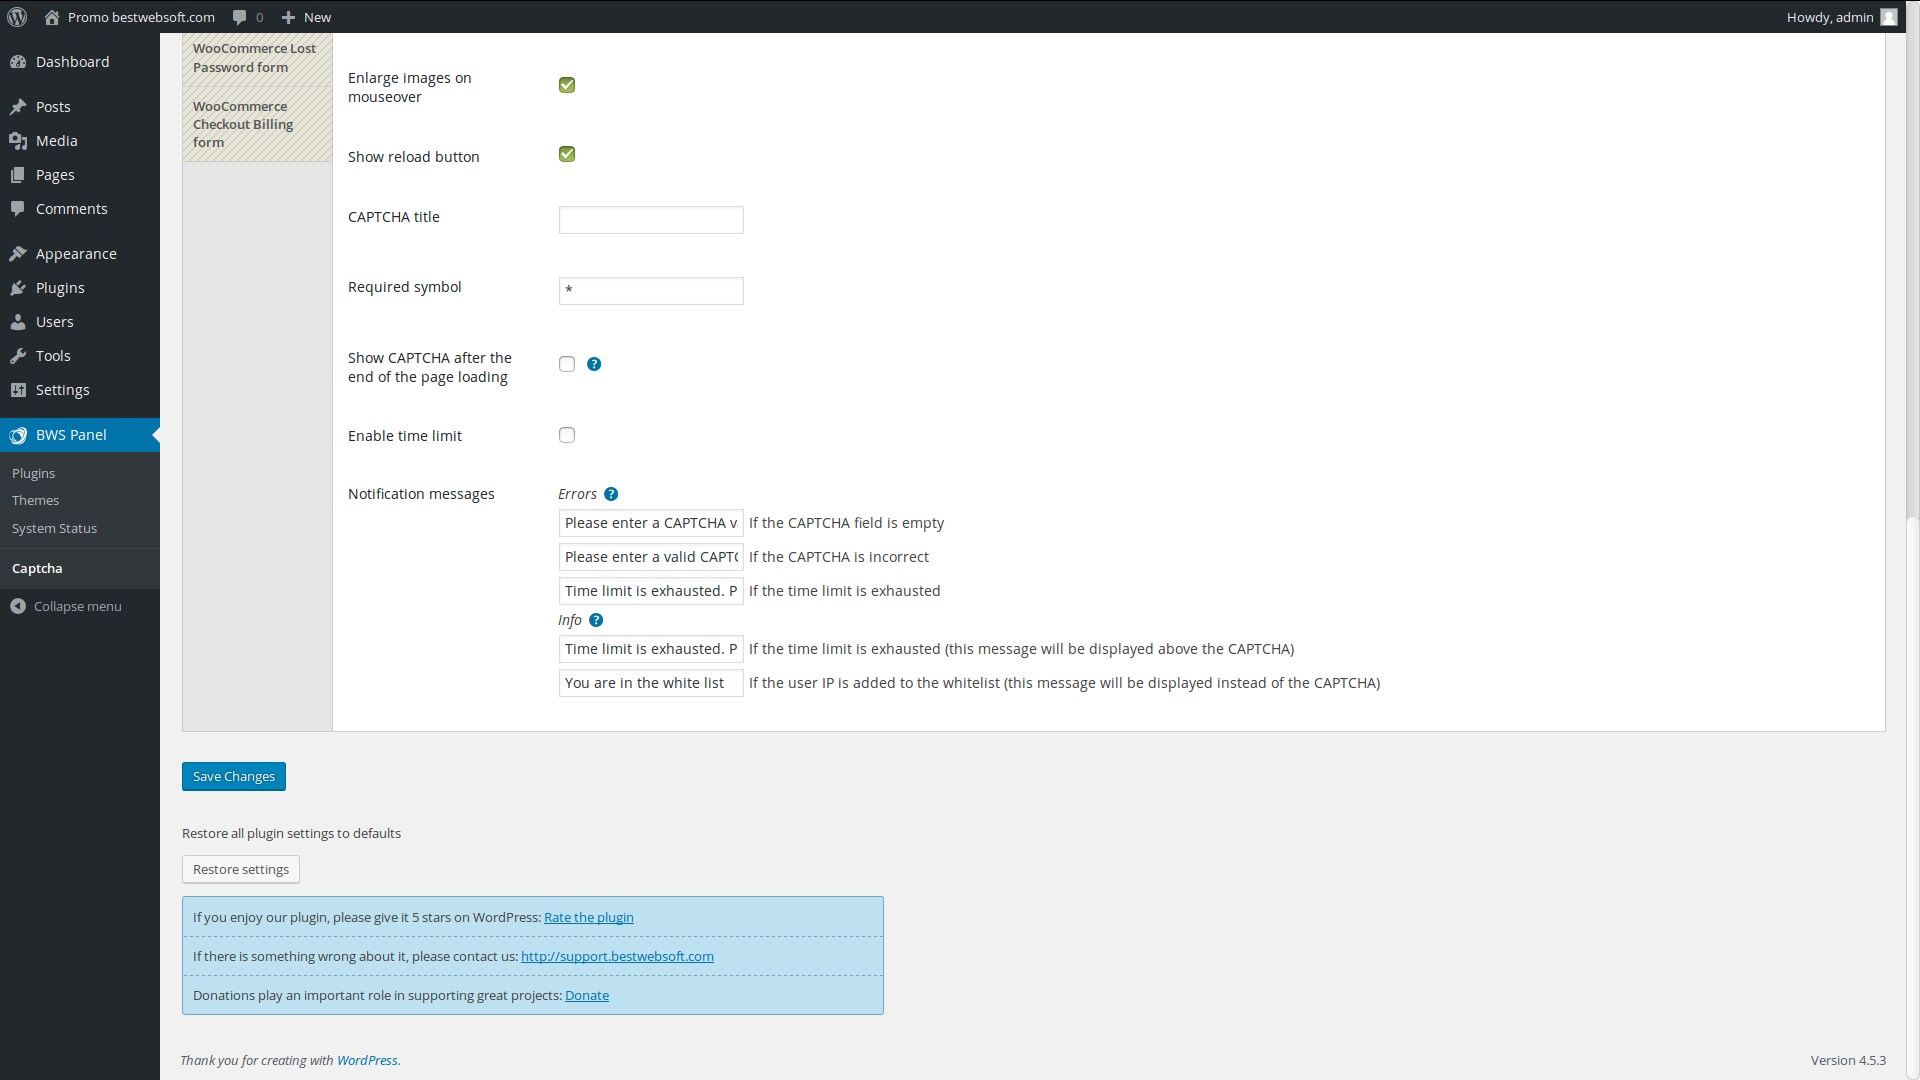 Promo bestwebsoft.com
0
New
Howdy, admin
Dashboard
Posts
Media
Pages
Comments
Appearance
Plugins
Users
Tools
Settings
BWS Panel
Plugins
Themes
System Status
Captcha
Collapse menu
WooCommerce Lost
Password form
WooCommerce
Checkout Billing
form
Enlarge images on
mouseover
Show reload button
CAPTCHA title
Required symbol
*
Show CAPTCHA after the
end of the page loading
?
Enable time limit
Notification messages
Errors ?
Please enter a CAPTCHA v If the CAPTCHA field is empty
Please enter a valid CAPT If the CAPTCHA is incorrect
Time limit is exhausted. P If the time limit is exhausted
Info ?
Time limit is exhausted. P If the time limit is exhausted (this message will be displayed above the CAPTCHA)
You are in the white list If the user IP is added to the whitelist (this message will be displayed instead of the CAPTCHA)
Save Changes
Restore all plugin settings to defaults
Restore settings
If you enjoy our plugin, please give it 5 stars on WordPress: Rate the plugin
If there is something wrong about it, please contact us: http://support.bestwebsoft.com
Donations play an important role in supporting great projects: Donate
Thank you for creating with WordPress.
Version 4.5.3